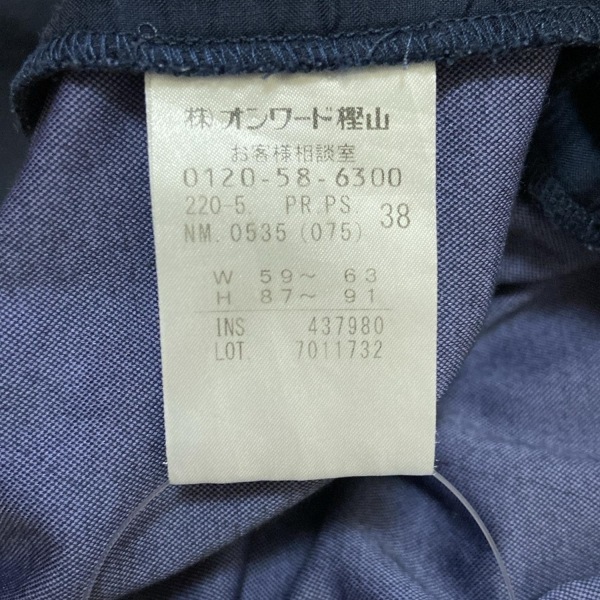 ㈱オンワード樫山
お客様相談室
0120-58-6300
220-5. PR.PS. 38
NM. 0535 (075)
W 59～ 63
H 87～ 91
INS 437980
LOT. 7011732